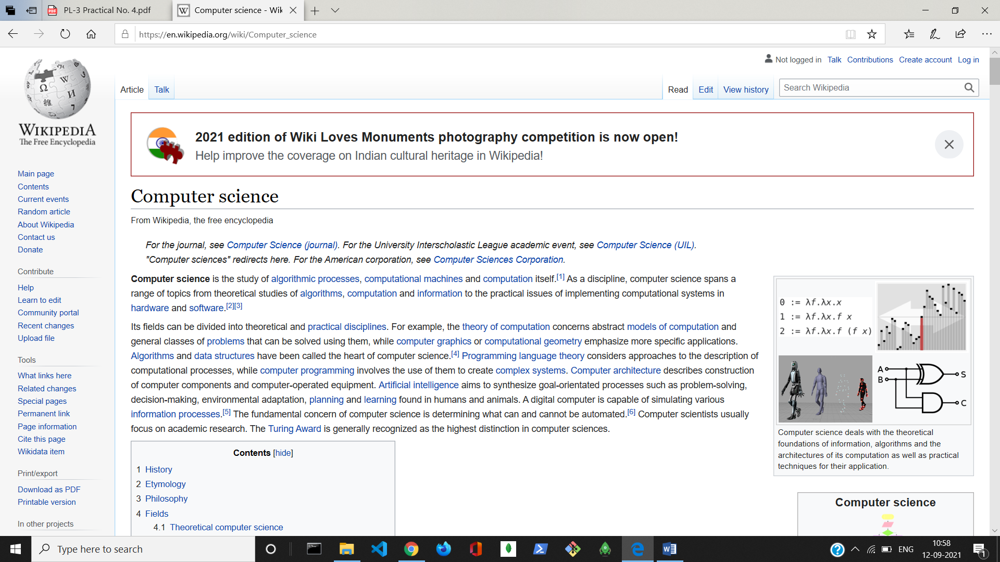 PL-3 Practical No. 4.pdf
Computer science - Wik
https://en.wikipedia.org/wiki/Computer_science
Not logged in Talk Contributions Create account Log in
Article Talk Read Edit View history Search Wikipedia
WIKIPEDIA
The Free Encyclopedia
Main page
Contents
Current events
Random article
About Wikipedia
Contact us
Donate
Contribute
Help
Learn to edit
Community portal
Recent changes
Upload file
Tools
What links here
Related changes
Special pages
Permanent link
Page information
Cite this page
Wikidata item
Print/export
Download as PDF
Printable version
In other projects
2021 edition of Wiki Loves Monuments photography competition is now open!
Help improve the coverage on Indian cultural heritage in Wikipedia!
Computer science
From Wikipedia, the free encyclopedia
For the journal, see Computer Science (journal). For the University Interscholastic League academic event, see Computer Science (UIL).
"Computer sciences" redirects here. For the American corporation, see Computer Sciences Corporation.
Computer science is the study of algorithmic processes, computational machines and computation itself.[1] As a discipline, computer science spans a
range of topics from theoretical studies of algorithms, computation and information to the practical issues of implementing computational systems in
hardware and software.[2][3]
Its fields can be divided into theoretical and practical disciplines. For example, the theory of computation concerns abstract models of computation and
general classes of problems that can be solved using them, while computer graphics or computational geometry emphasize more specific applications.
Algorithms and data structures have been called the heart of computer science.[4] Programming language theory considers approaches to the description of
computational processes, while computer programming involves the use of them to create complex systems. Computer architecture describes construction
of computer components and computer-operated equipment. Artificial intelligence aims to synthesize goal-orientated processes such as problem-solving,
decision-making, environmental adaptation, planning and learning found in humans and animals. A digital computer is capable of simulating various
information processes.[5] The fundamental concern of computer science is determining what can and cannot be automated.[6] Computer scientists usually
focus on academic research. The Turing Award is generally recognized as the highest distinction in computer sciences.
Contents [hide]
1 History
2 Etymology
3 Philosophy
4 Fields
4.1 Theoretical computer science
0 := λf.λx.x
1 := λf.λx.f x
2 := λf.λx.f (f x)
A
B
S
C
Computer science deals with the theoretical
foundations of information, algorithms and the
architectures of its computation as well as practical
techniques for their application.
Computer science
Type here to search
ENG
10:58
12-09-2021
1